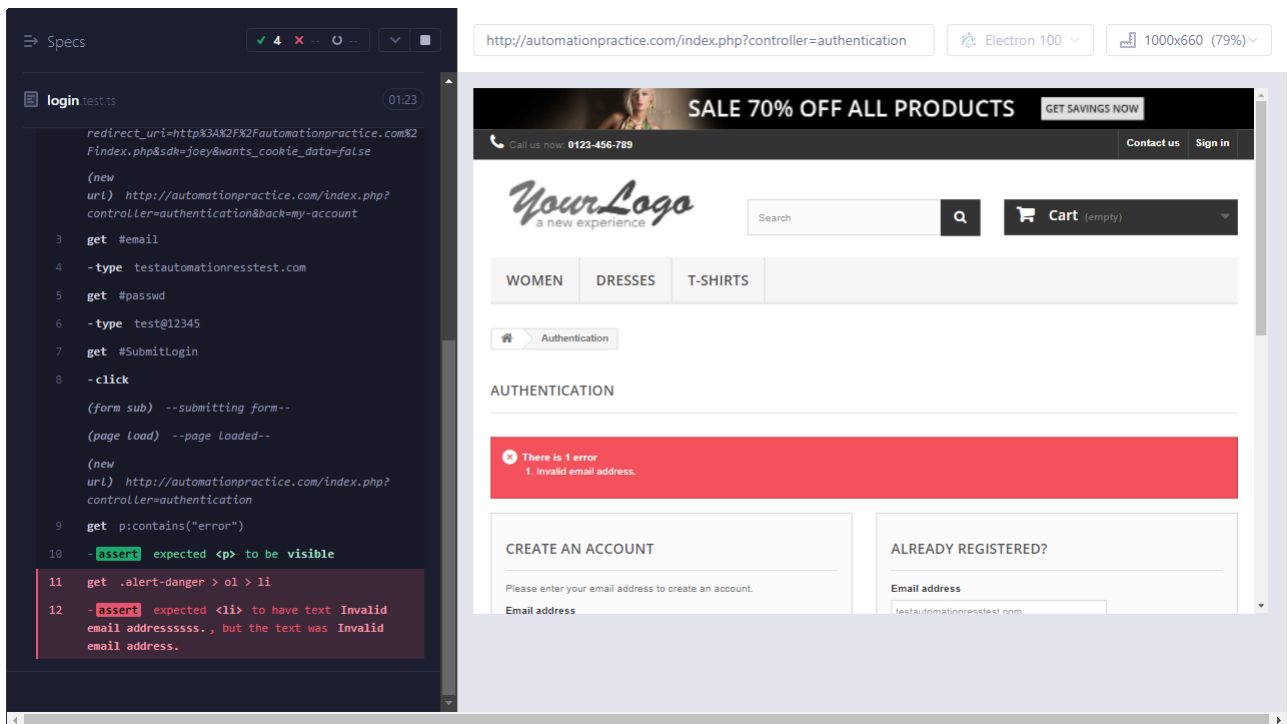 Specs
4 -- --
login.test.ts 01:23
redirect_uri=http%3A%2F%2Fautomationpractice.com%2
Findex.php&sdk=joey&wants_cookie_data=false
(new
url) http://automationpractice.com/index.php?
controller=authentication&back=my-account
3 get #email
4 -type testautomationresstest.com
5 get #passwd
6 -type test@12345
7 get #SubmitLogin
8 -click
(form sub) --submitting form--
(page load) --page loaded--
(new
url) http://automationpractice.com/index.php?
controller=authentication
9 get p:contains("error")
10 -assert expected <p> to be visible
11 get .alert-danger > ol > li
12 -assert expected <li> to have text Invalid
email addressssss. , but the text was Invalid
email address.
http://automationpractice.com/index.php?controller=authentication
Electron 100
1000x660 (79%)
SALE 70% OFF ALL PRODUCTS GET SAVINGS NOW
Call us now: 0123-456-789
Contact us Sign in
YourLogo
a new experience
Search
Cart (empty)
WOMEN DRESSES T-SHIRTS
Authentication
AUTHENTICATION
There is 1 error
1. Invalid email address.
CREATE AN ACCOUNT
Please enter your email address to create an account.
Email address
ALREADY REGISTERED?
Email address
testautomationresstest.com